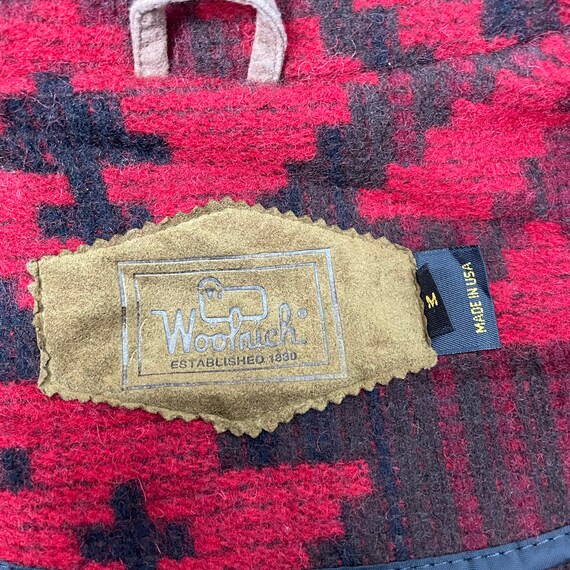 Woolrich®
ESTABLISHED 1830
M
MADE IN USA